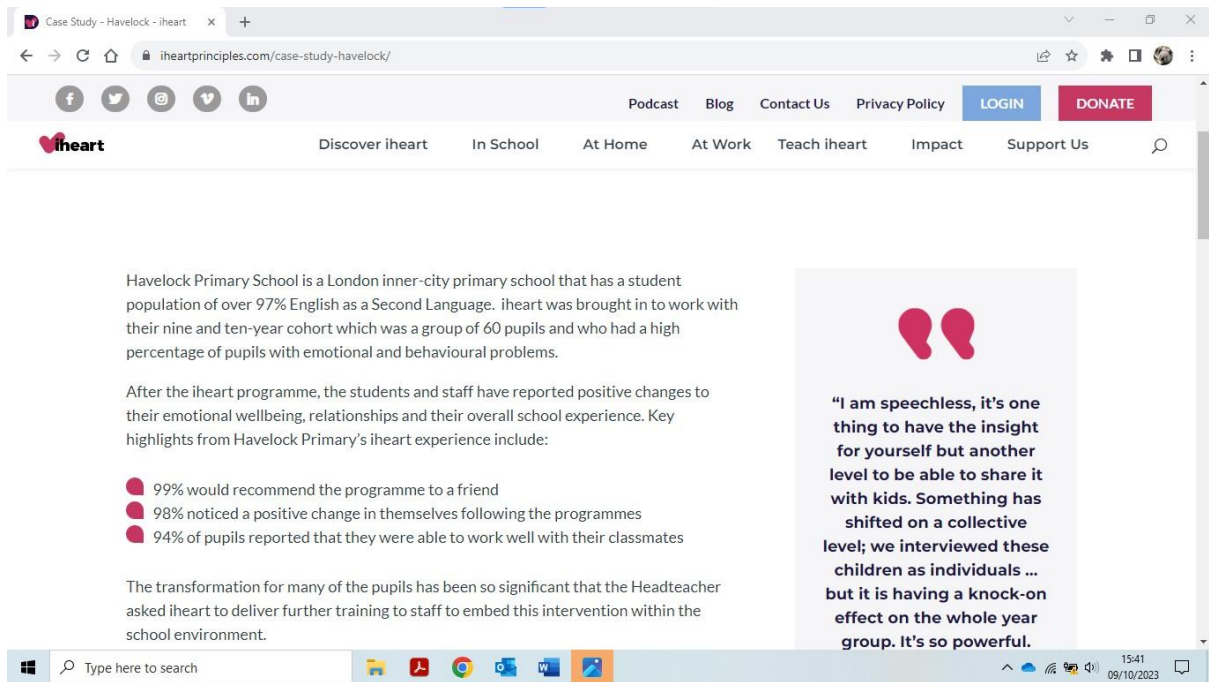 Case Study - Havelock - iheart
iheartprinciples.com/case-study-havelock/
Podcast Blog Contact Us Privacy Policy LOGIN DONATE
iheart Discover iheart In School At Home At Work Teach iheart Impact Support Us
Havelock Primary School is a London inner-city primary school that has a student
population of over 97% English as a Second Language. iheart was brought in to work with
their nine and ten-year cohort which was a group of 60 pupils and who had a high
percentage of pupils with emotional and behavioural problems.
After the iheart programme, the students and staff have reported positive changes to
their emotional wellbeing, relationships and their overall school experience. Key
highlights from Havelock Primary’s iheart experience include:
99% would recommend the programme to a friend
98% noticed a positive change in themselves following the programmes
94% of pupils reported that they were able to work well with their classmates
The transformation for many of the pupils has been so significant that the Headteacher
asked iheart to deliver further training to staff to embed this intervention within the
school environment.
“I am speechless, it’s one
thing to have the insight
for yourself but another
level to be able to share it
with kids. Something has
shifted on a collective
level; we interviewed these
children as individuals ...
but it is having a knock-on
effect on the whole year
group. It’s so powerful.
Type here to search
15:41
09/10/2023